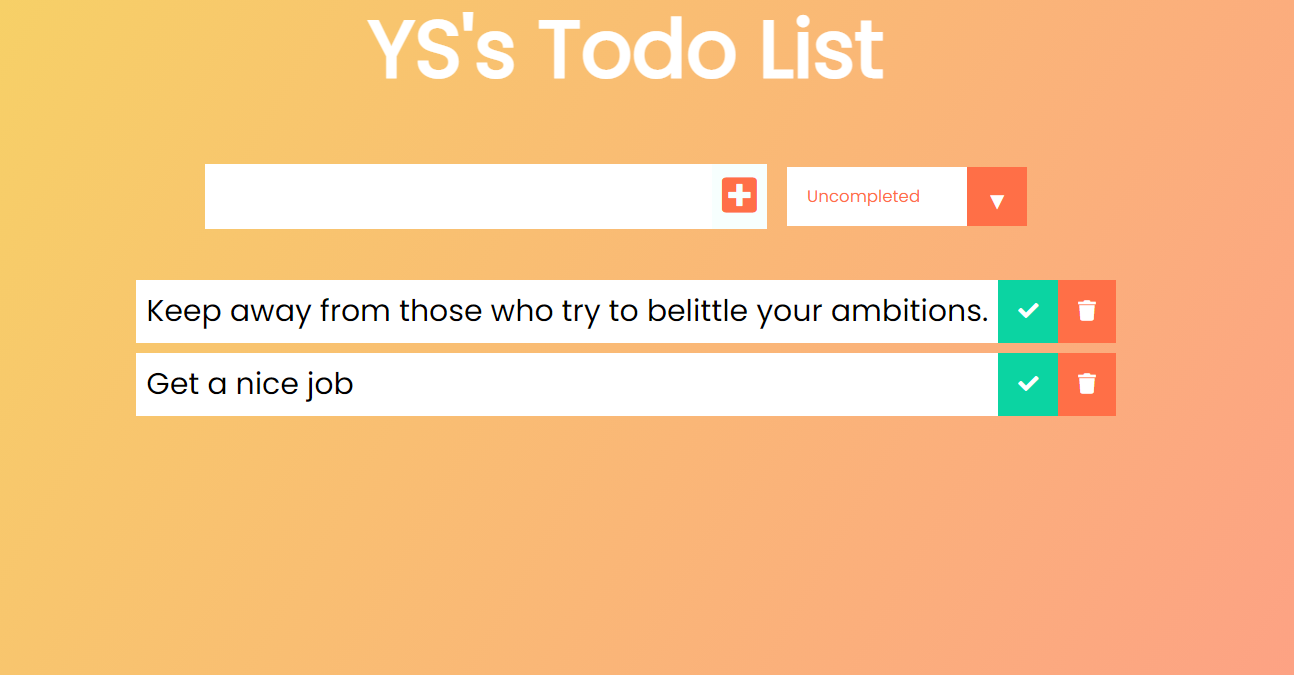 YS's Todo List
Uncompleted
Keep away from those who try to belittle your ambitions.
Get a nice job